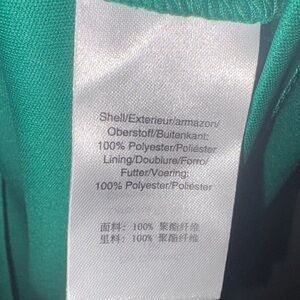 Shell/Exterieur/armazon/
Oberstoff/Buitenkant:
100% Polyester/Poliéster
Lining/Doublure/Forro/
Futter/Voering:
100% Polyester/Poliéster
面料: 100% 聚酯纤维
里料: 100% 聚酯纤维